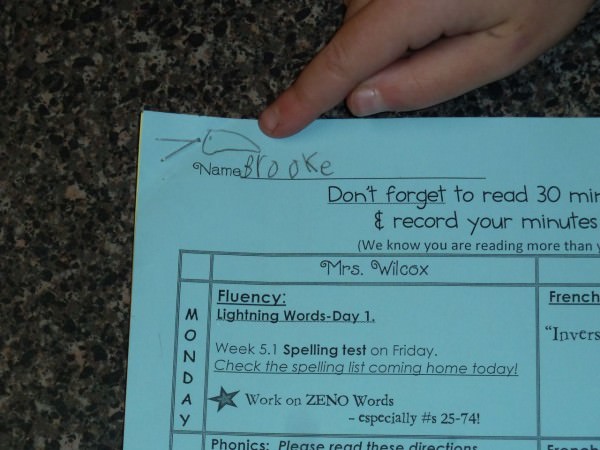 Name Brooke
Don't forget to read 30
& record your minutes
(We know you are reading more than
Mrs. Wilcox
Fluency:
Lightning Words-Day 1.
Week 5.1 Spelling test on Friday.
Check the spelling list coming home today!
Work on ZENO Words
- especially #s 25-74!
MONDAY
French
"Invers
Phonics: Please read these directions
French